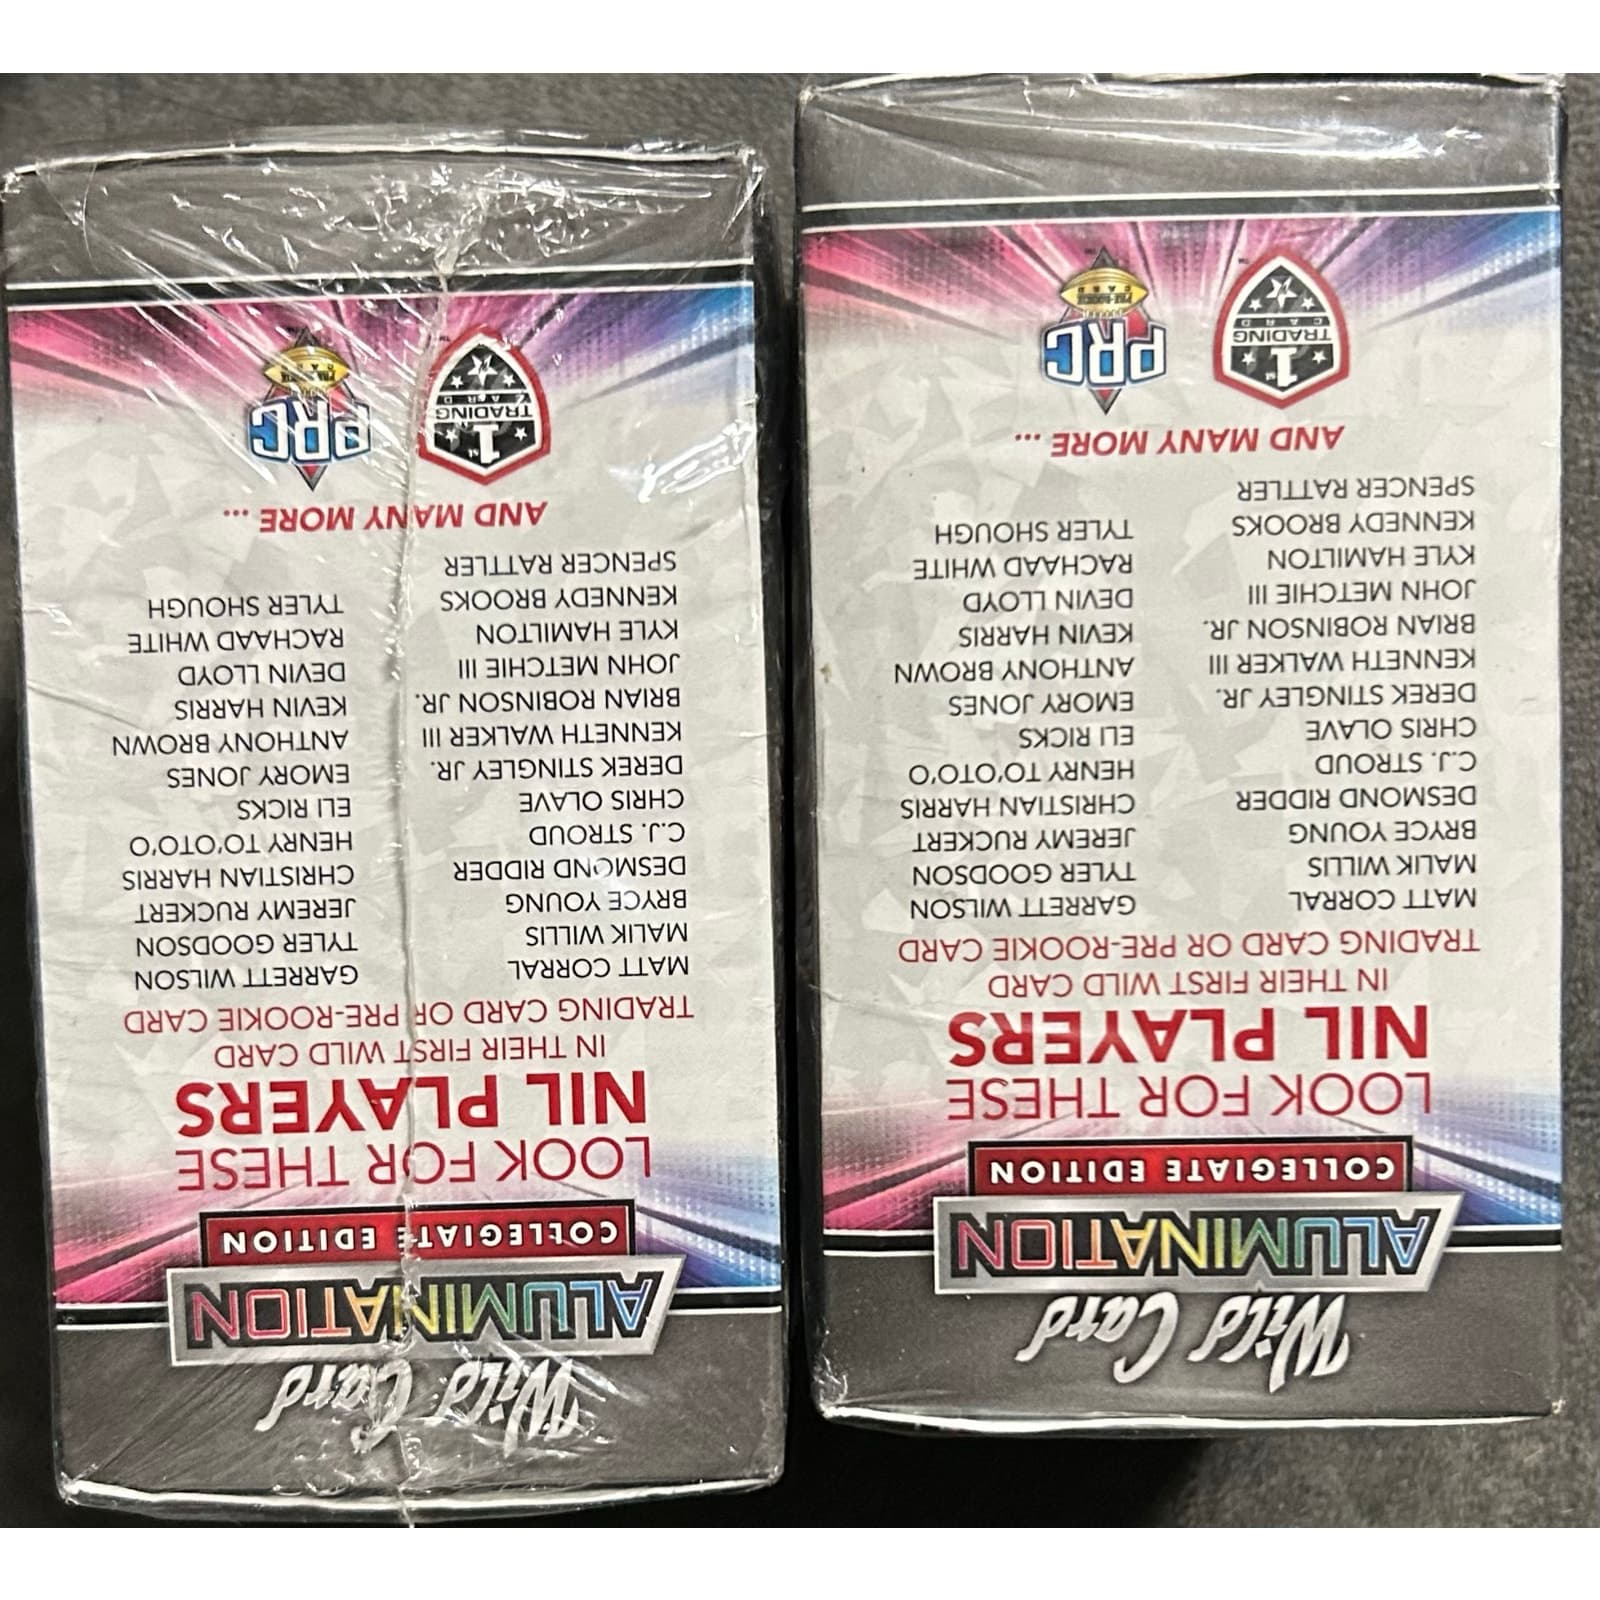 Wild Card
ALUMINATION
COLLEGIATE EDITION
LOOK FOR THESE
NIL PLAYERS
IN THEIR FIRST WILD CARD
TRADING CARD OR PRE-ROOKIE CARD
MATT CORRAL
MALIK WILLIS
BRYCE YOUNG
DESMOND RIDDER
C.J. STROUD
CHRIS OLAVE
DEREK STINGLEY JR.
KENNETH WALKER III
BRIAN ROBINSON JR.
JOHN METCHIE III
KYLE HAMILTON
KENNEDY BROOKS
SPENCER RATTLER
GARRETT WILSON
TYLER GOODSON
JEREMY RUCKERT
CHRISTIAN HARRIS
HENRY TO'OTO'O
ELI RICKS
EMORY JONES
ANTHONY BROWN
KEVIN HARRIS
DEVIN LLOYD
RACHAAD WHITE
TYLER SHOUGH
AND MANY MORE ...
1st
TRADING
CARD
PRC
PRE-ROOKIE
CARD
Wild Card
ALUMINATION
COLLEGIATE EDITION
LOOK FOR THESE
NIL PLAYERS
IN THEIR FIRST WILD CARD
TRADING CARD OR PRE-ROOKIE CARD
MATT CORRAL
MALIK WILLIS
BRYCE YOUNG
DESMOND RIDDER
C.J. STROUD
CHRIS OLAVE
DEREK STINGLEY JR.
KENNETH WALKER III
BRIAN ROBINSON JR.
JOHN METCHIE III
KYLE HAMILTON
KENNEDY BROOKS
SPENCER RATTLER
GARRETT WILSON
TYLER GOODSON
JEREMY RUCKERT
CHRISTIAN HARRIS
HENRY TO'OTO'O
ELI RICKS
EMORY JONES
ANTHONY BROWN
KEVIN HARRIS
DEVIN LLOYD
RACHAAD WHITE
TYLER SHOUGH
AND MANY MORE ...
1st
TRADING
CARD
PRC
PRE-ROOKIE
CARD